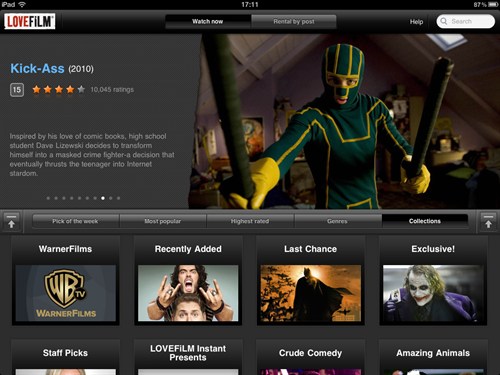 iPad
17:11
87%
LOVEFiLM
Watch now
Rental by post
Help
Search
Kick-Ass (2010)
15
10,045 ratings
Inspired by his love of comic books, high school
student Dave Lizewski decides to transform
himself into a masked crime fighter-a decision that
eventually thrusts the teenager into Internet
stardom.
Pick of the week
Most popular
Highest rated
Genres
Collections
WarnerFilms
Recently Added
Last Chance
Exclusive!
WB
TV
WARNERFILMS
Staff Picks
LOVEFiLM Instant
Presents
Crude Comedy
Amazing Animals